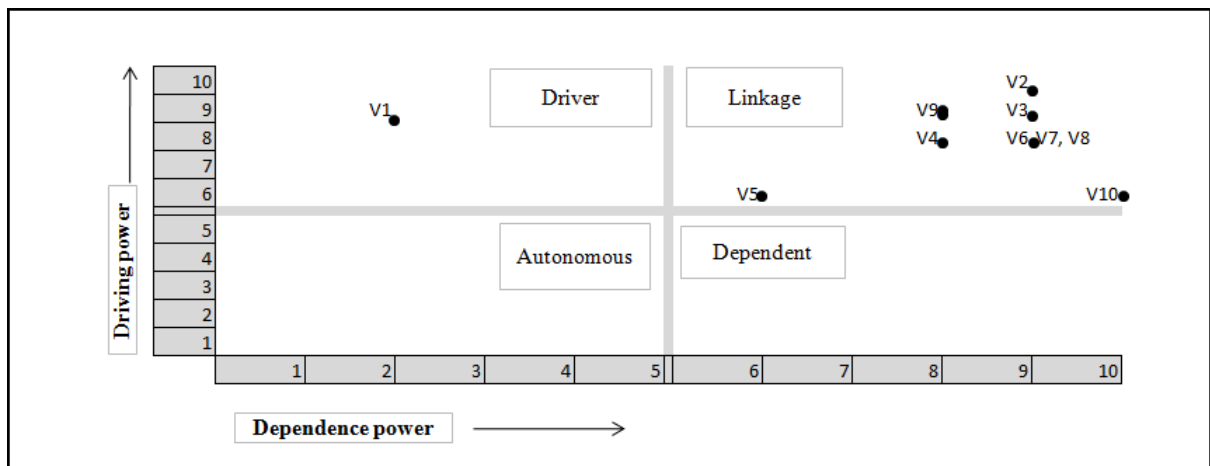 10 Driver Linkage V2
9 V1 V9 V3
8 V4 V6 V7, V8
7
6 V5 V10
5 Autonomous Dependent
4
3
2
1
Driving power
1 2 3 4 5 6 7 8 9 10
Dependence power